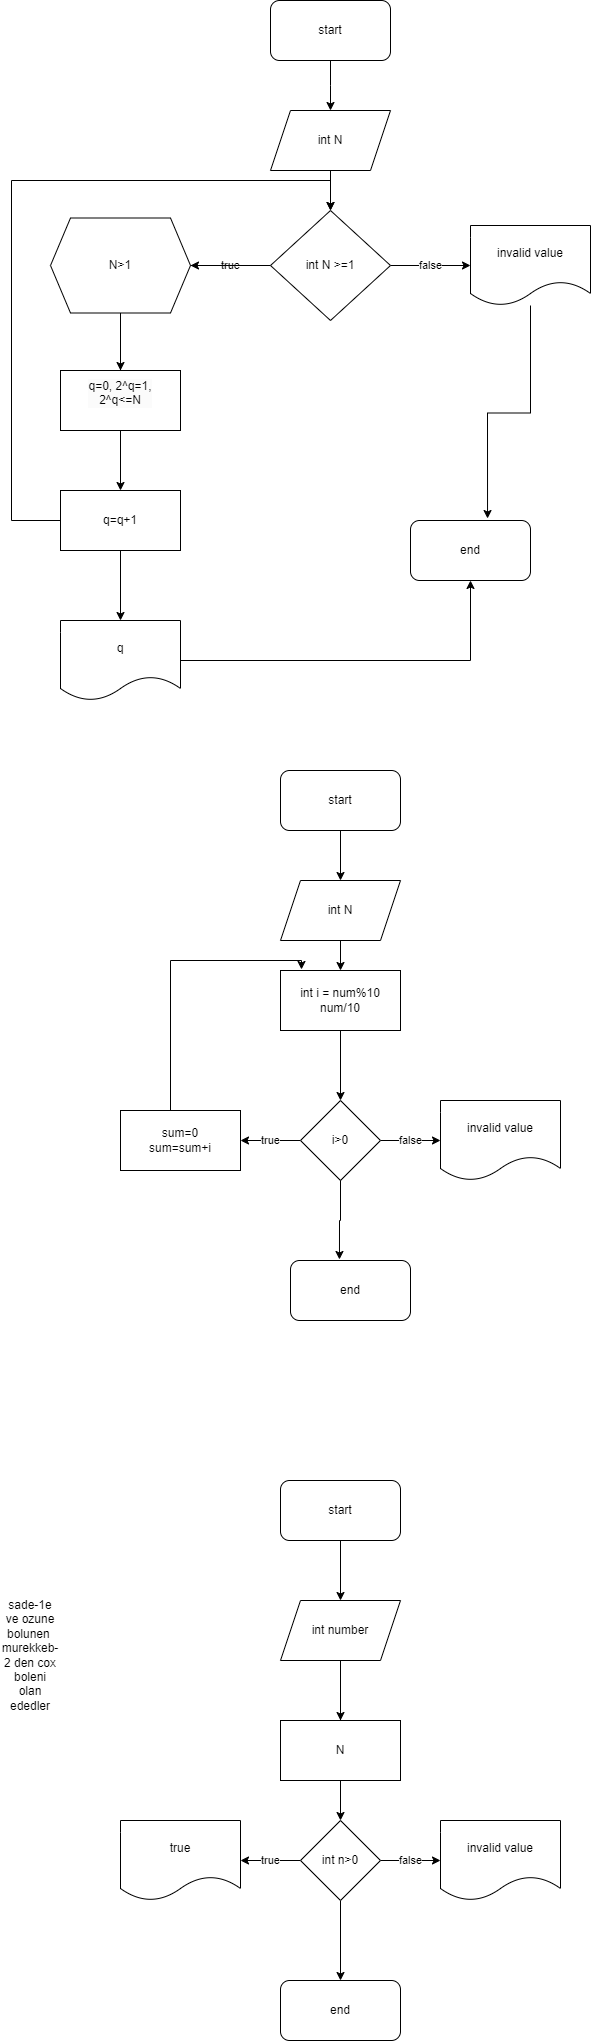 start
int N
N>1
true
int N >=1
false
invalid value
q=0, 2^q=1,
2^q<=N
q=q+1
end
q
start
int N
int i = num%10
num/10
sum=0
sum=sum+i
true
i>0
false
invalid value
end
start
sade-1e
ve ozune
bolunen
murekkeb-
2 den cox
boleni
olan
ededler
int number
N
true
true
int n>0
false
invalid value
end